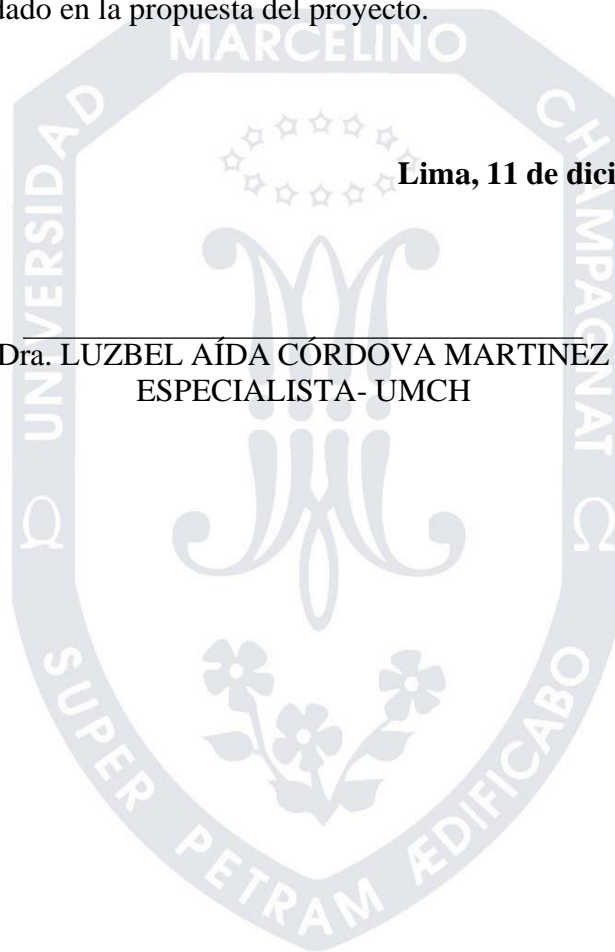 dado en la propuesta del proyecto.
UNIVERSIDAD MARCELINO CHAMPAGNAT
Lima, 11 de dici
Dra. LUZBEL AÍDA CÓRDOVA MARTINEZ
ESPECIALISTA- UMCH
Ω Ω
SUPER PETRAM ÆDIFICABO